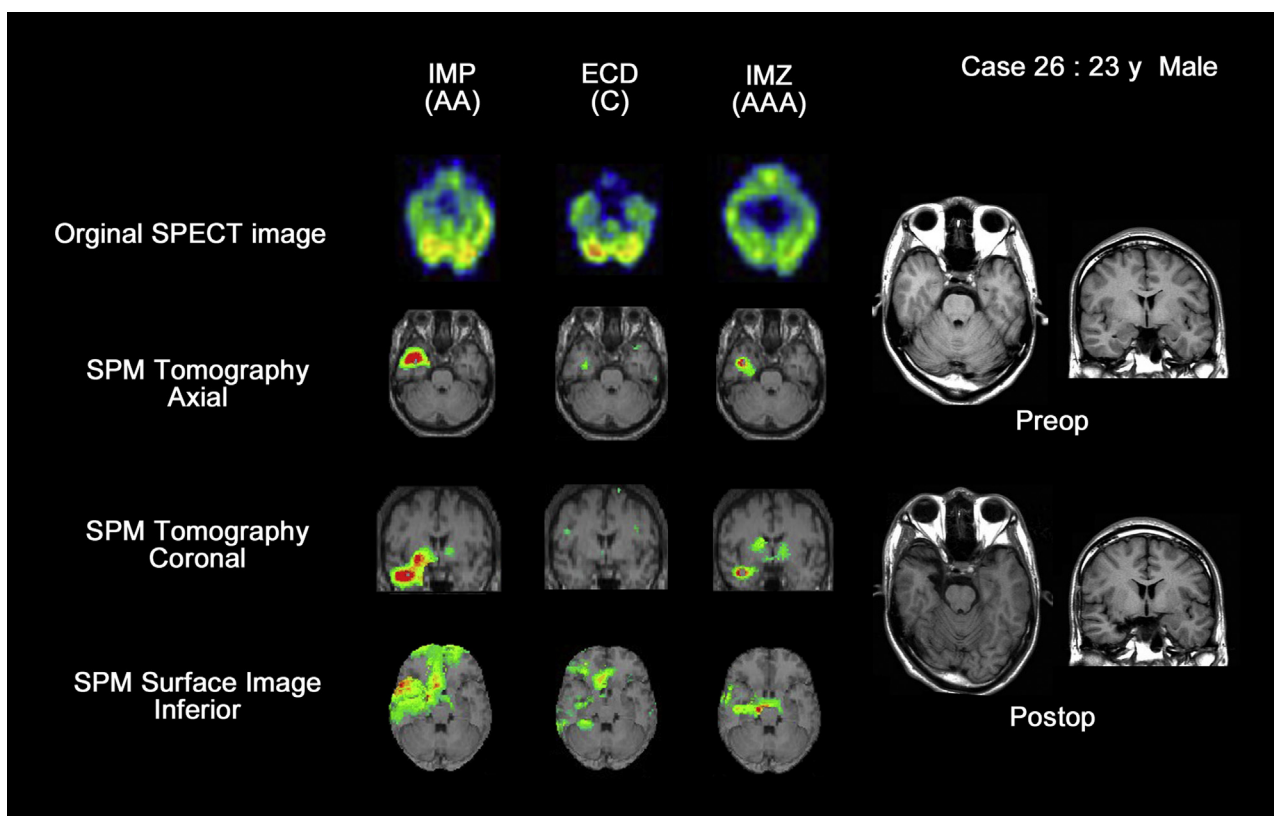 IMP
(AA)
ECD
(C)
IMZ
(AAA)
Case 26 : 23 y Male
Orginal SPECT image
SPM Tomography
Axial
Preop
SPM Tomography
Coronal
SPM Surface Image
Inferior
Postop